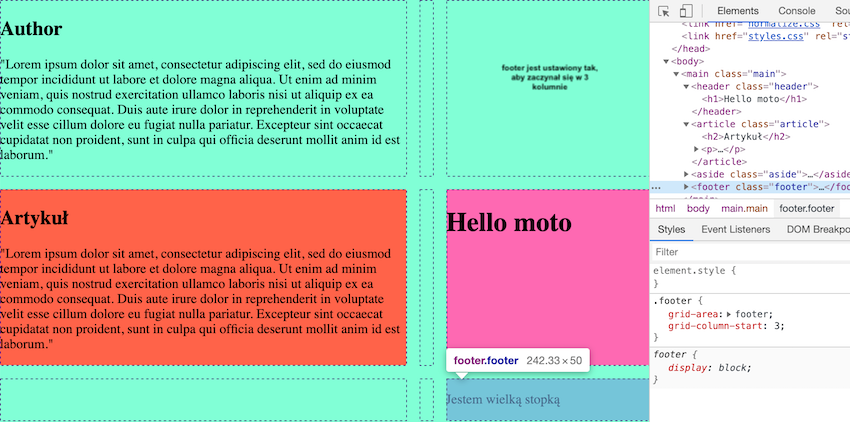 Author
"Lorem ipsum dolor sit amet, consectetur adipiscing elit, sed do eiusmod
tempor incididunt ut labore et dolore magna aliqua. Ut enim ad minim
veniam, quis nostrud exercitation ullamco laboris nisi ut aliquip ex ea
commodo consequat. Duis aute irure dolor in reprehenderit in voluptate
velit esse cillum dolore eu fugiat nulla pariatur. Excepteur sint occaecat
cupidatat non proident, sunt in culpa qui officia deserunt mollit anim id est
laborum."
footer jest ustawiony tak,
aby zaczynał się w 3
kolumnie
Artykuł
"Lorem ipsum dolor sit amet, consectetur adipiscing elit, sed do eiusmod
tempor incididunt ut labore et dolore magna aliqua. Ut enim ad minim
veniam, quis nostrud exercitation ullamco laboris nisi ut aliquip ex ea
commodo consequat. Duis aute irure dolor in reprehenderit in voluptate
velit esse cillum dolore eu fugiat nulla pariatur. Excepteur sint occaecat
cupidatat non proident, sunt in culpa qui officia deserunt mollit anim id est
laborum."
Hello moto
footer.footer 242.33 × 50
Jestem wielką stopką
Elements Console Sou
<link href="normalize.css" rel="
<link href="styles.css" rel="st
</head>
<body>
<main class="main">
<header class="header">
<h1>Hello moto</h1>
</header>
<article class="article">
<h2>Artykuł</h2>
<p>…</p>
</article>
<aside class="aside">…</asid
… <footer class="footer">…</foot
html body main.main footer.footer
Styles Event Listeners DOM Breakpo
Filter
element.style {
}
.footer {
grid-area: footer;
grid-column-start: 3;
}
footer {
display: block;
}